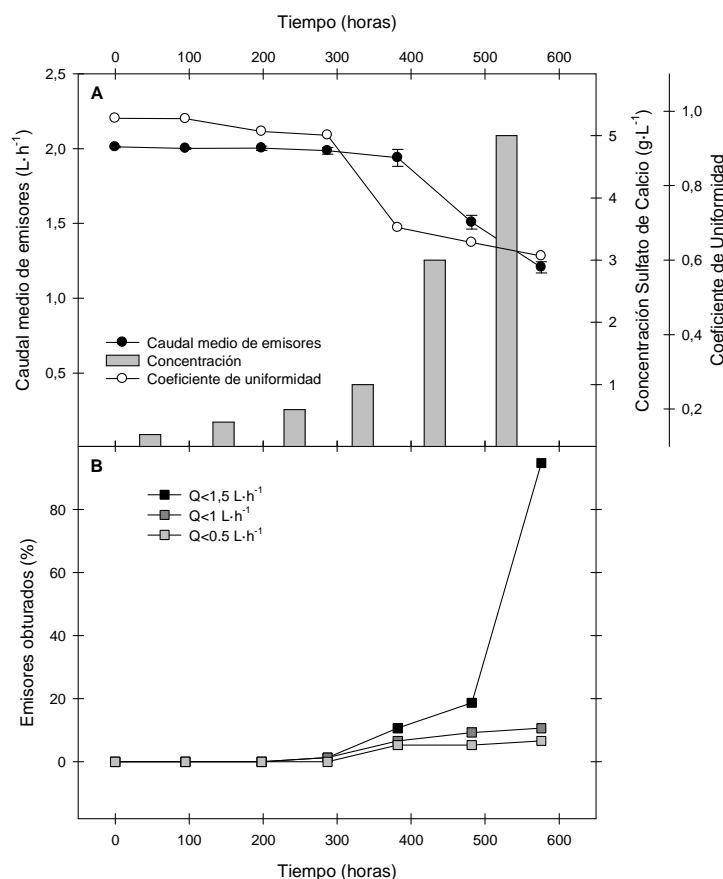 Tiempo (horas)
0 100 200 300 400 500 600
A
2,5
2,0
1,5
1,0
0,5
Caudal medio de emisores (L·h⁻¹)
5
4
3
2
1
Concentración Sulfato de Calcio (g·L⁻¹)
1,0
0,8
0,6
0,4
0,2
Coeficiente de Uniformidad
Caudal medio de emisores
Concentración
Coeficiente de uniformidad
B
Q<1,5 L·h⁻¹
Q<1 L·h⁻¹
Q<0.5 L·h⁻¹
80
60
40
20
0
Emisores obturados (%)
0 100 200 300 400 500 600
Tiempo (horas)